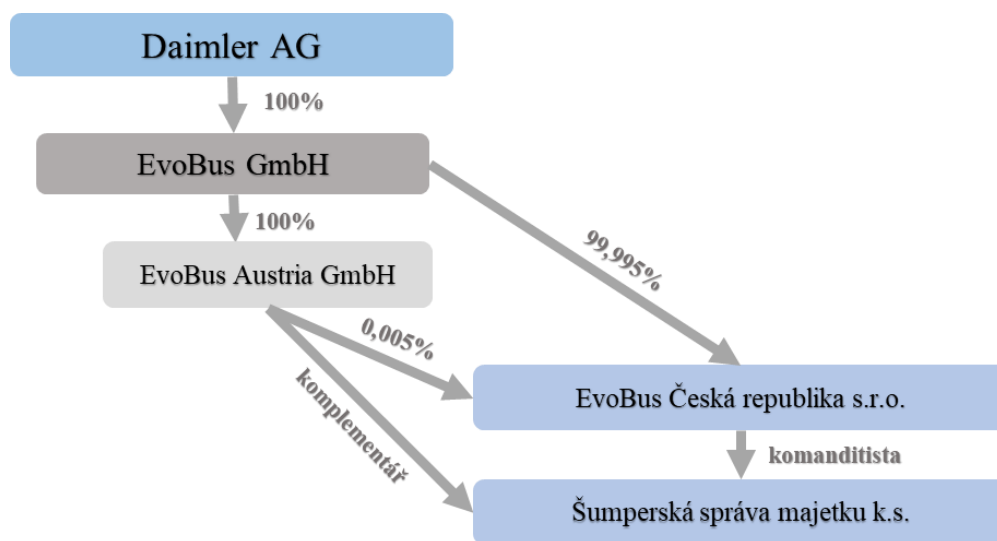 Daimler AG
100%
EvoBus GmbH
100%
99,995%
EvoBus Austria GmbH
0,005%
komplementář
EvoBus Česká republika s.r.o.
komanditista
Šumperská správa majetku k.s.